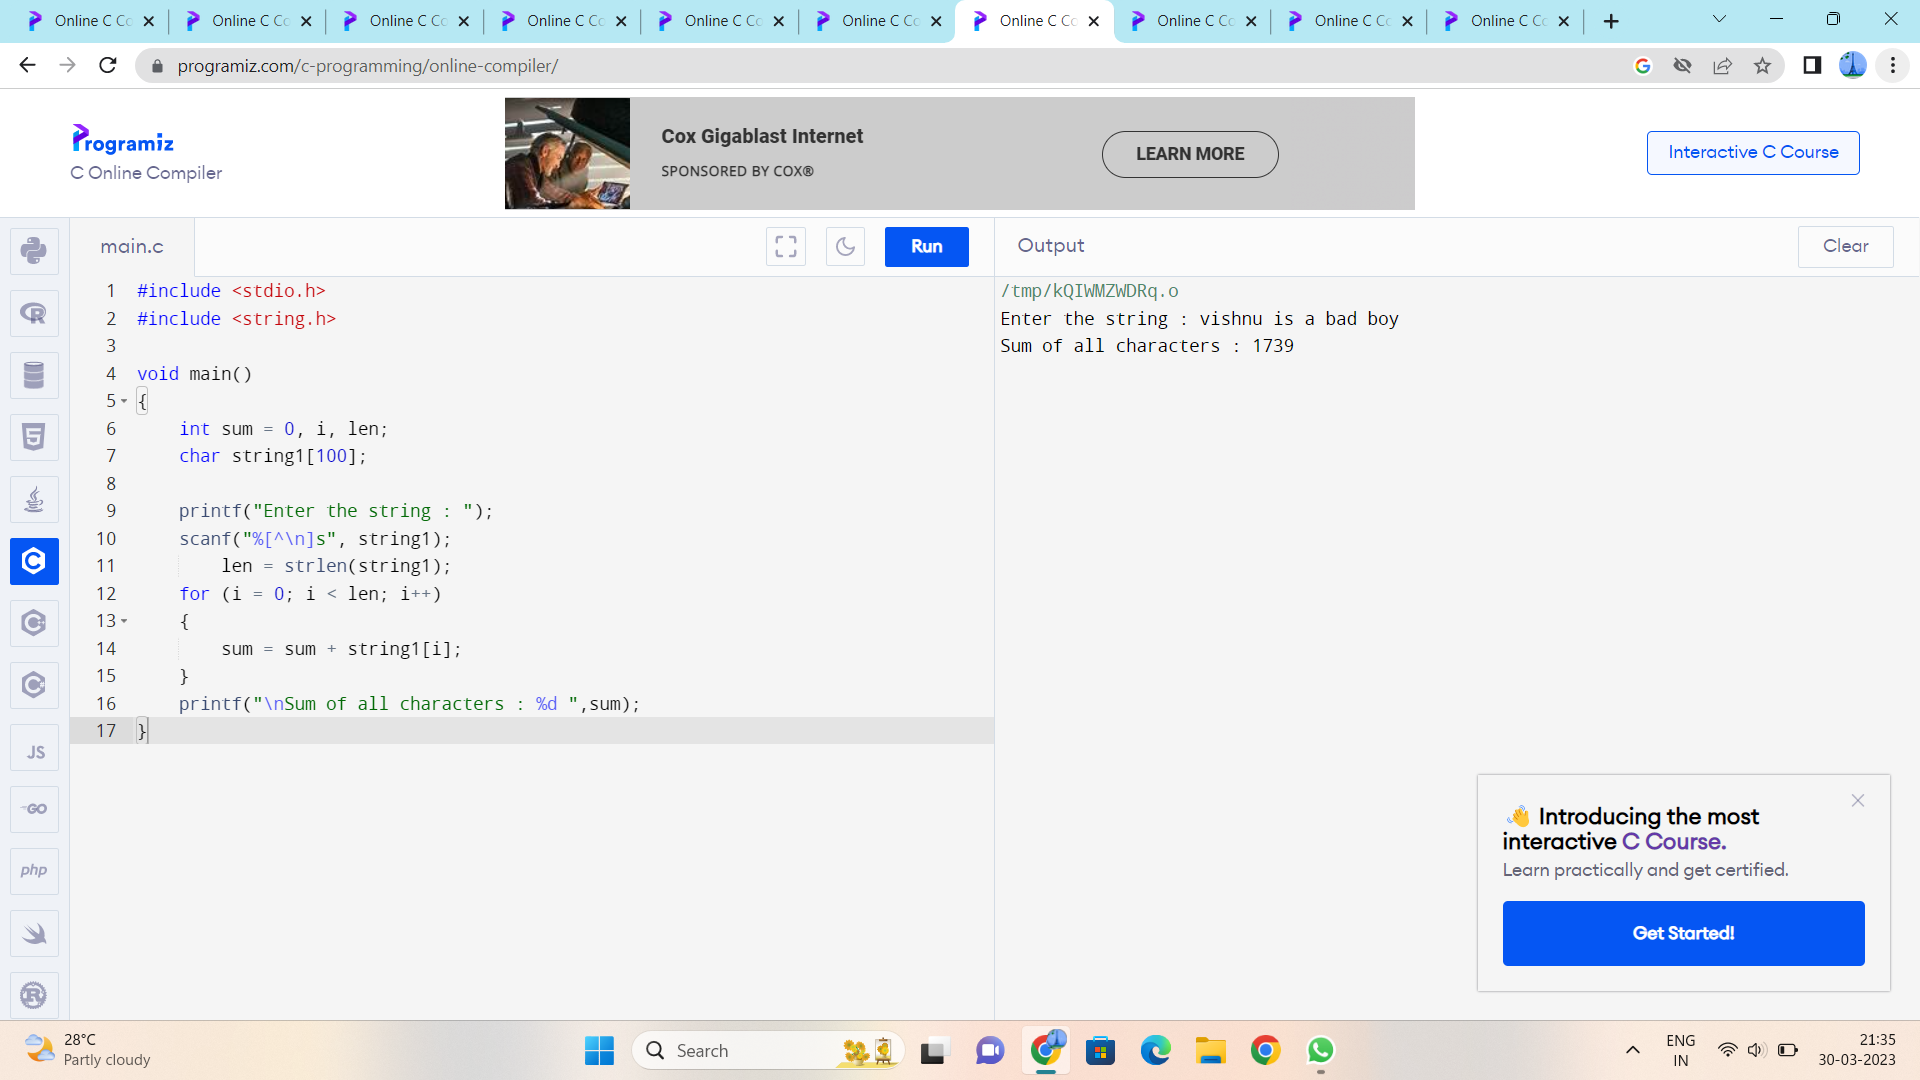 Online C Co
Online C Co
Online C Co
Online C Co
Online C Co
Online C Co
Online C Co
Online C Co
Online C Co
Online C Co
programiz.com/c-programming/online-compiler/
Programiz
C Online Compiler
Cox Gigablast Internet
SPONSORED BY COX®
LEARN MORE
Interactive C Course
main.c
Run
Output
Clear
1 #include <stdio.h>
2 #include <string.h>
3
4 void main()
5 {
6 int sum = 0, i, len;
7 char string1[100];
8
9 printf("Enter the string : ");
10 scanf("%[^\n]s", string1);
11 len = strlen(string1);
12 for (i = 0; i < len; i++)
13 {
14 sum = sum + string1[i];
15 }
16 printf("\nSum of all characters : %d ",sum);
17 }
/tmp/kQIWMZWDRq.o
Enter the string : vishnu is a bad boy
Sum of all characters : 1739
JS
GO
php
👋 Introducing the most
interactive C Course.
Learn practically and get certified.
Get Started!
28°C
Partly cloudy
Search
ENG
IN
21:35
30-03-2023